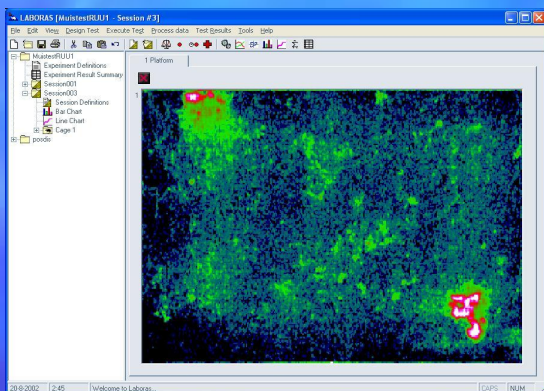 LABORAS [MuistestRUU1 - Session #3]
File Edit View Design Test Execute Test Process data Test Results Tools Help
MuistestRUU1
Experiment Definitions
Experiment Result Summary
Session001
Session003
Session Definitions
Bar Chart
Line Chart
Cage 1
posdis
1 Platform
1
20-8-2002 2:45 Welcome to Laboras... CAPS NUM